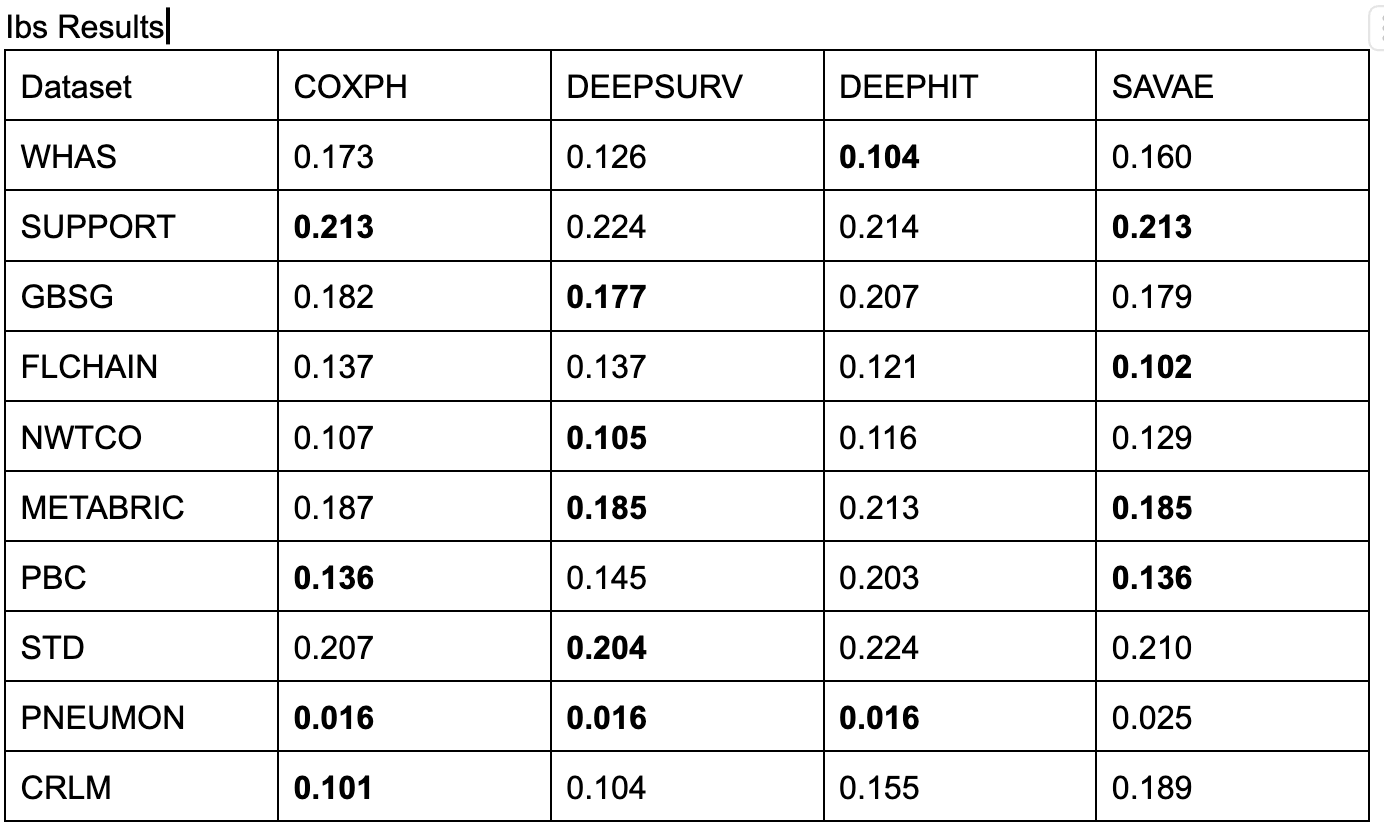 Ibs Results
Dataset COXPH DEEPSURV DEEPHIT SAVAE
WHAS 0.173 0.126 0.104 0.160
SUPPORT 0.213 0.224 0.214 0.213
GBSG 0.182 0.177 0.207 0.179
FLCHAIN 0.137 0.137 0.121 0.102
NWTCO 0.107 0.105 0.116 0.129
METABRIC 0.187 0.185 0.213 0.185
PBC 0.136 0.145 0.203 0.136
STD 0.207 0.204 0.224 0.210
PNEUMON 0.016 0.016 0.016 0.025
CRLM 0.101 0.104 0.155 0.189